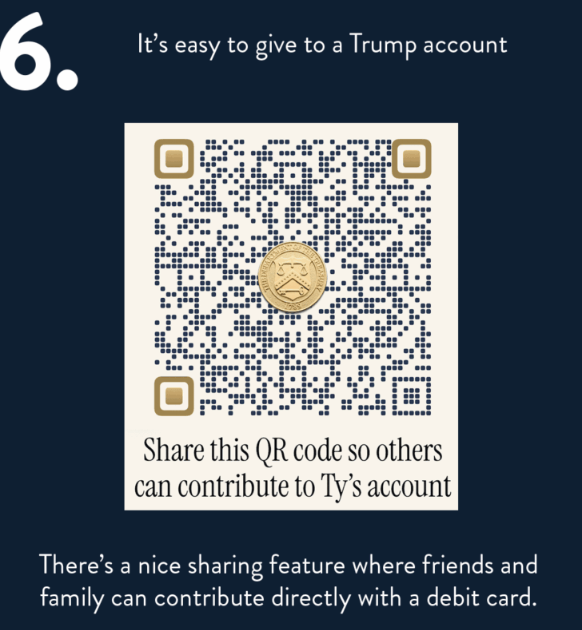 6.
It's easy to give to a Trump account
Share this QR code so others
can contribute to Ty's account
There's a nice sharing feature where friends and
family can contribute directly with a debit card.